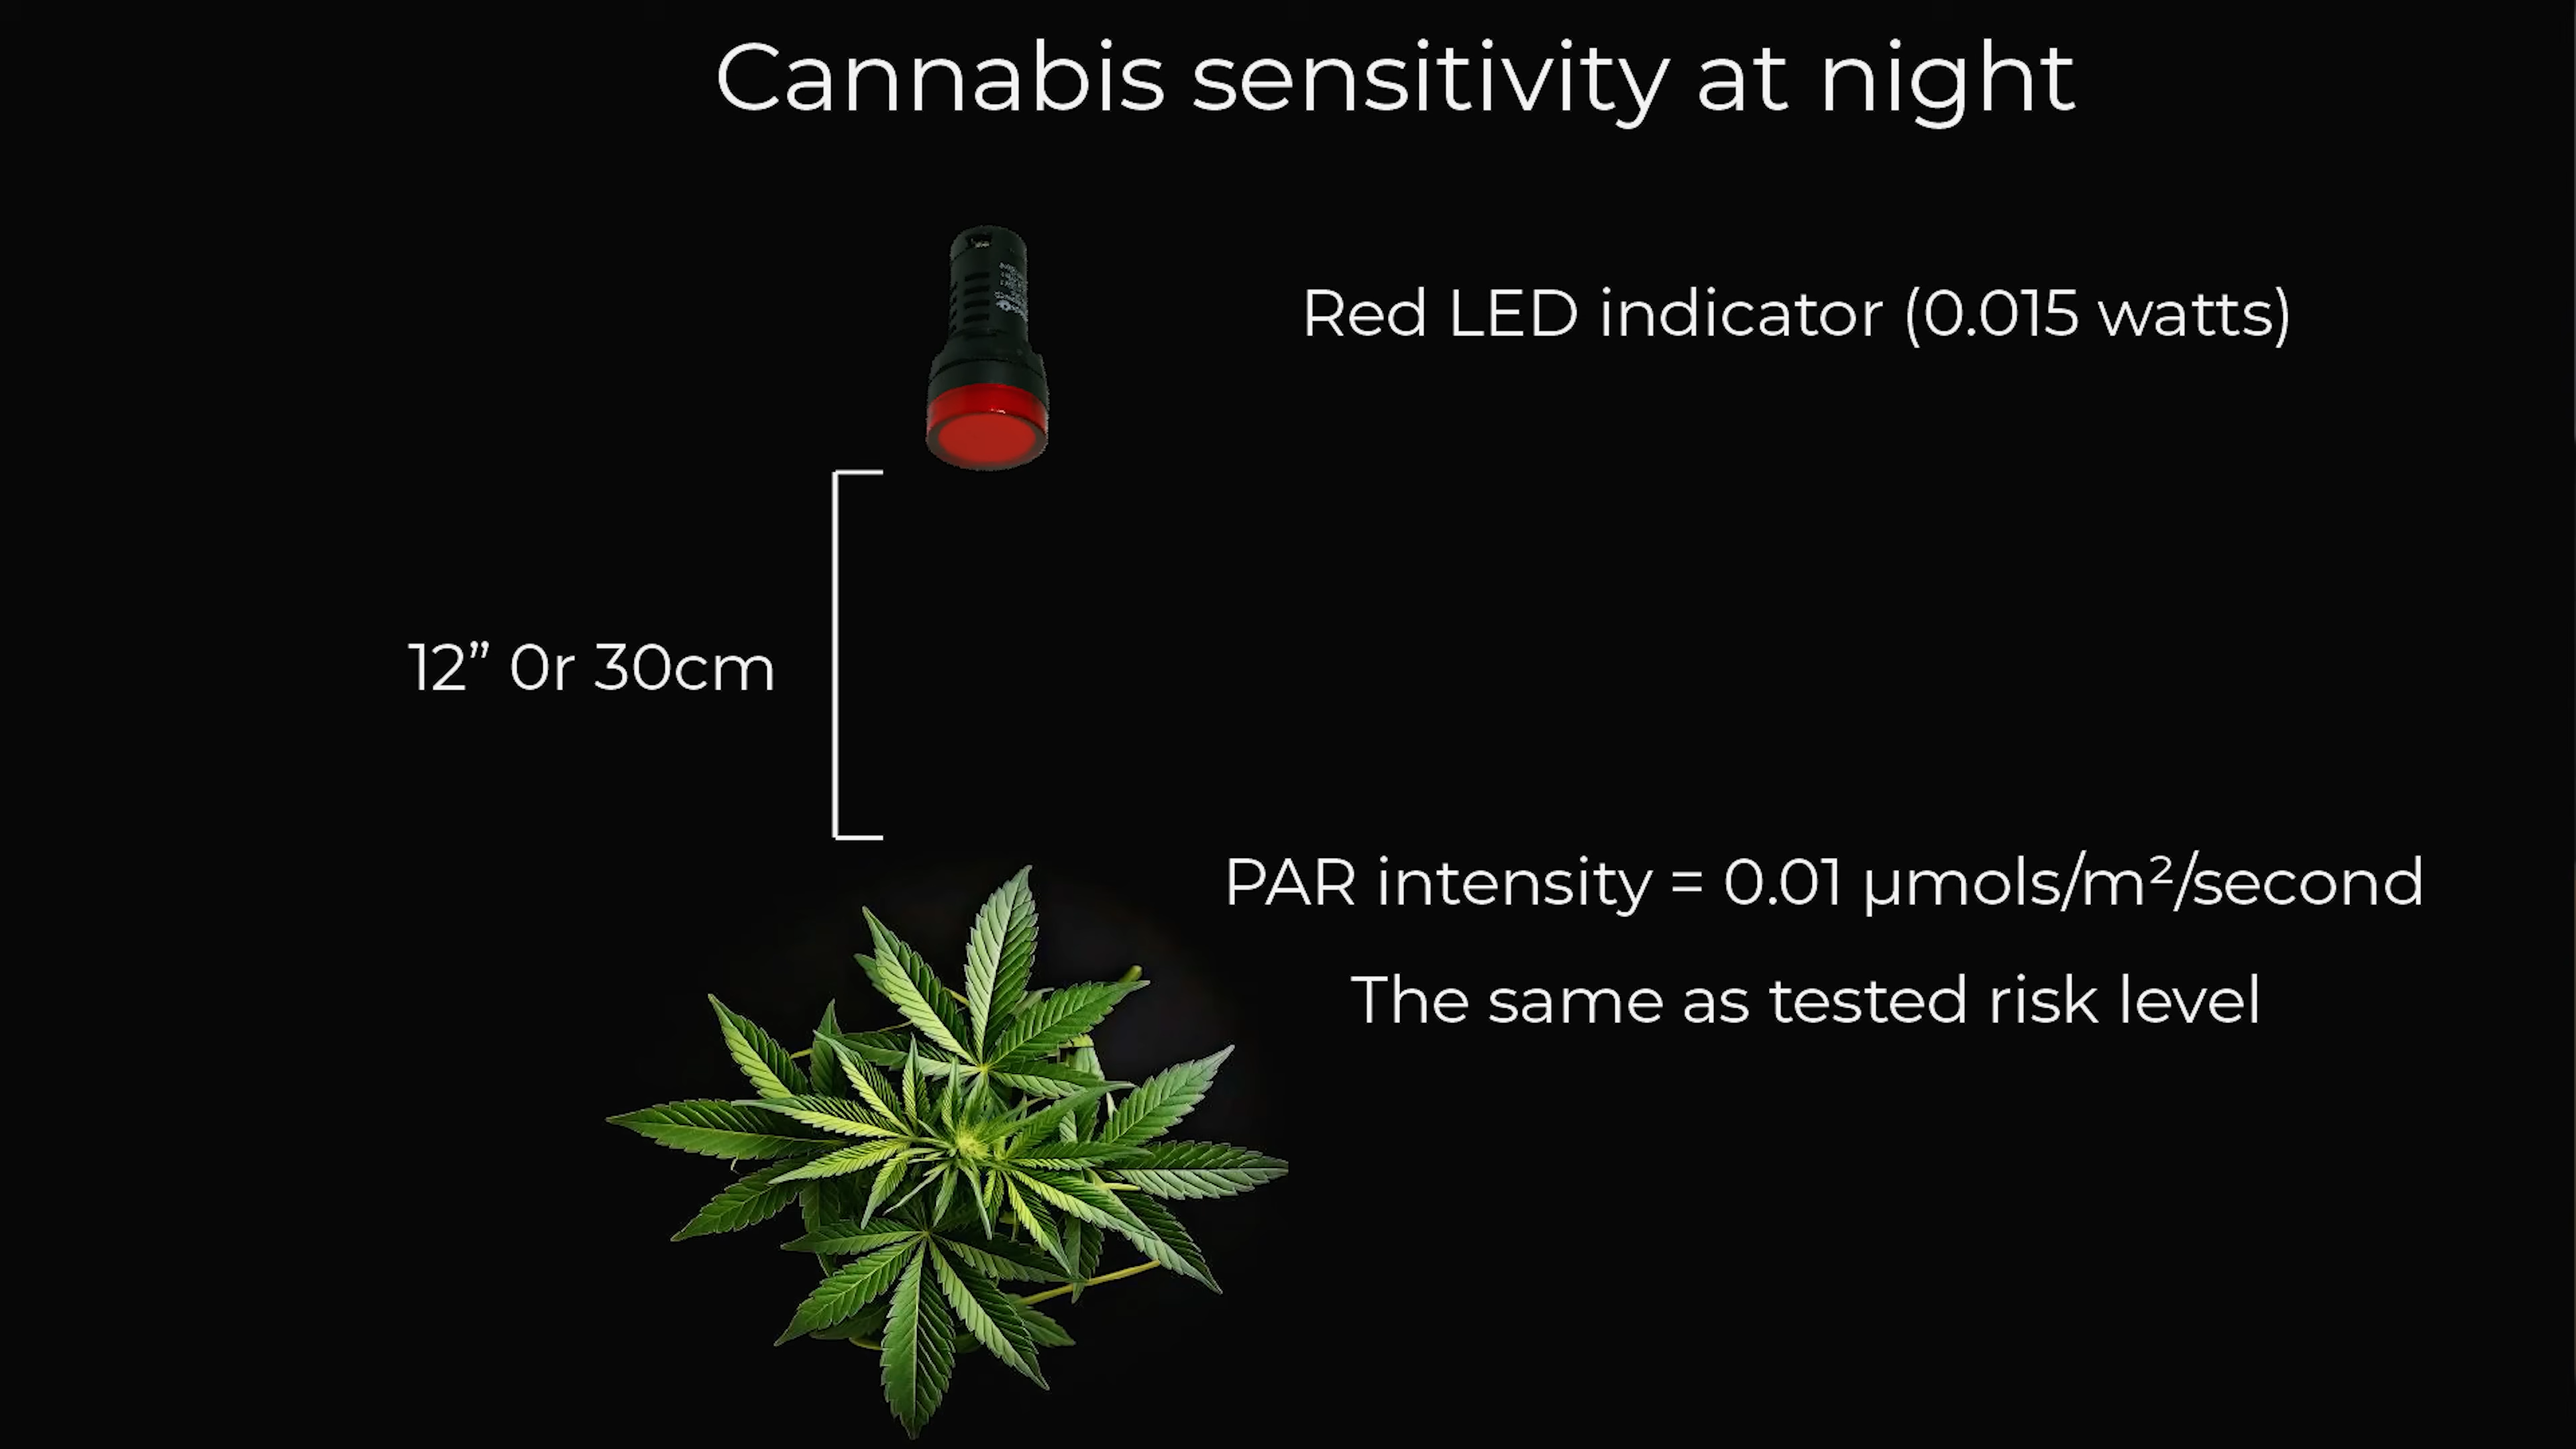 Cannabis sensitivity at night
Red LED indicator (0.015 watts)
12” 0r 30cm
PAR intensity = 0.01 µmols/m²/second
The same as tested risk level